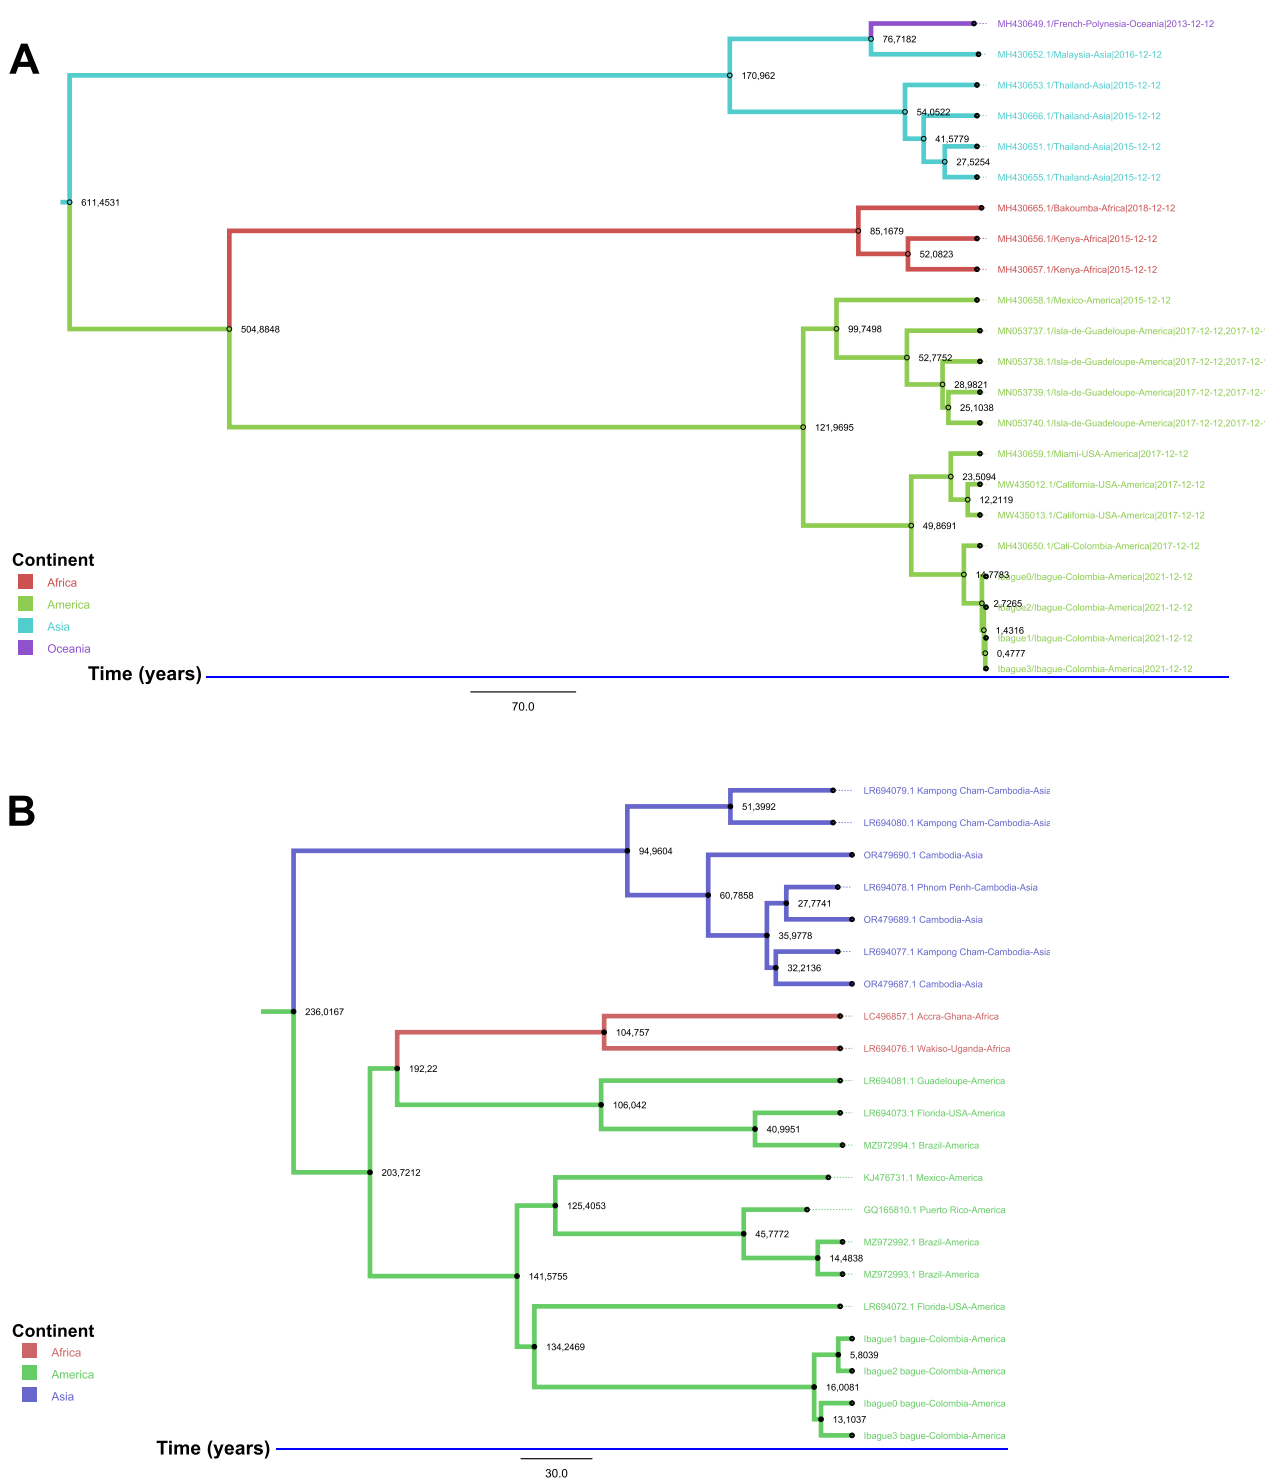 A
MH430649.1/French-Polynesia-Oceania|2013-12-12
76,7182
MH430652.1/Malaysia-Asia|2016-12-12
170,962
MH430653.1/Thailand-Asia|2015-12-12
54,0522
MH430666.1/Thailand-Asia|2015-12-12
41,5779
MH430651.1/Thailand-Asia|2015-12-12
27,5254
MH430655.1/Thailand-Asia|2015-12-12
611,4531
MH430665.1/Bakoumba-Africa|2018-12-12
85,1679
MH430656.1/Kenya-Africa|2015-12-12
52,0823
MH430657.1/Kenya-Africa|2015-12-12
504,8848
MH430658.1/Mexico-America|2015-12-12
99,7498
MN053737.1/Isla-de-Guadeloupe-America|2017-12-12,2017-12-
52,7752
MN053738.1/Isla-de-Guadeloupe-America|2017-12-12,2017-12-
28,9821
MN053739.1/Isla-de-Guadeloupe-America|2017-12-12,2017-12-
25,1038
MN053740.1/Isla-de-Guadeloupe-America|2017-12-12,2017-12-
121,9695
MH430659.1/Miami-USA-America|2017-12-12
23,5094
MW435012.1/California-USA-America|2017-12-12
12,2119
MW435013.1/California-USA-America|2017-12-12
49,8691
MH430650.1/Cali-Colombia-America|2017-12-12
14,7783
Ibague0/Ibague-Colombia-America|2021-12-12
2,7265
Ibague2/Ibague-Colombia-America|2021-12-12
1,4316
Ibague1/Ibague-Colombia-America|2021-12-12
0,4777
Ibague3/Ibague-Colombia-America|2021-12-12
Continent
Africa
America
Asia
Oceania
Time (years)
70.0
B
LR694079.1 Kampong Cham-Cambodia-Asia
51,3992
LR694080.1 Kampong Cham-Cambodia-Asia
94,9604
OR479690.1 Cambodia-Asia
60,7858
LR694078.1 Phnom Penh-Cambodia-Asia
27,7741
OR479689.1 Cambodia-Asia
35,9778
LR694077.1 Kampong Cham-Cambodia-Asia
32,2136
OR479687.1 Cambodia-Asia
236,0167
LC496857.1 Accra-Ghana-Africa
104,757
LR694076.1 Wakiso-Uganda-Africa
192,22
LR694081.1 Guadeloupe-America
106,042
LR694073.1 Florida-USA-America
40,9951
MZ972994.1 Brazil-America
203,7212
KJ476731.1 Mexico-America
125,4053
GQ165810.1 Puerto Rico-America
45,7772
MZ972992.1 Brazil-America
14,4838
MZ972993.1 Brazil-America
141,5755
LR694072.1 Florida-USA-America
134,2469
Ibague1 bague-Colombia-America
5,8039
Ibague2 bague-Colombia-America
16,0081
Ibague0 bague-Colombia-America
13,1037
Ibague3 bague-Colombia-America
Continent
Africa
America
Asia
Time (years)
30.0